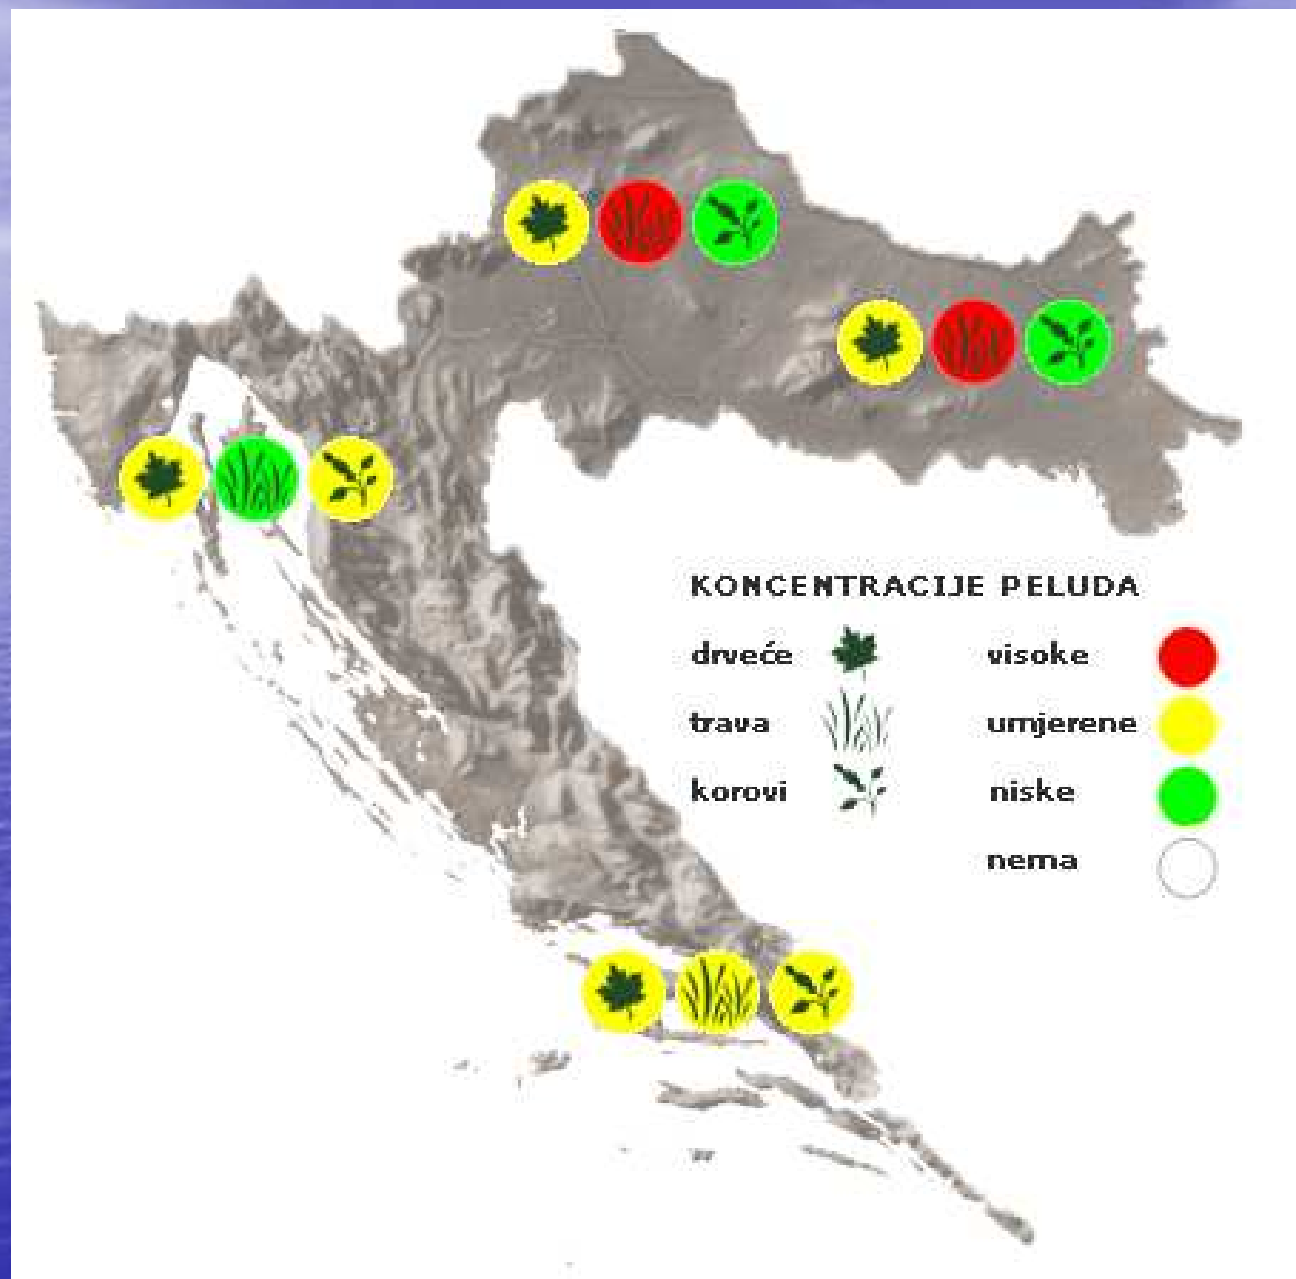 KONCENTRACIJE PELUDA
drveće visoke
trava umjerene
korovi niske
nema